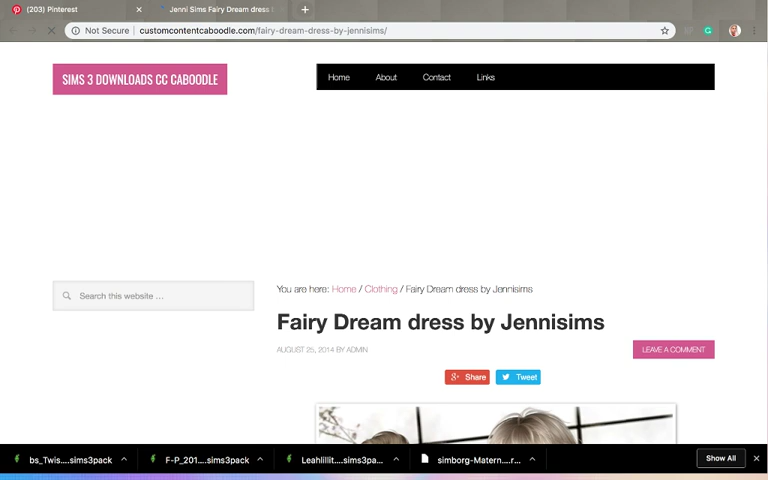 (203) Pinterest
Jenni Sims Fairy Dream dress
Not Secure
customcontentcaboodle.com/fairy-dream-dress-by-jennisims/
SIMS 3 DOWNLOADS CC CABOODLE
Home About Contact Links
Search this website ...
You are here: Home / Clothing / Fairy Dream dress by Jennisims
Fairy Dream dress by Jennisims
AUGUST 25, 2014 BY ADMIN
LEAVE A COMMENT
Share
Tweet
bs_Twis....sims3pack
F-P_201....sims3pack
Leahlillit....sims3pa...
simborg-Matern....r...
Show All